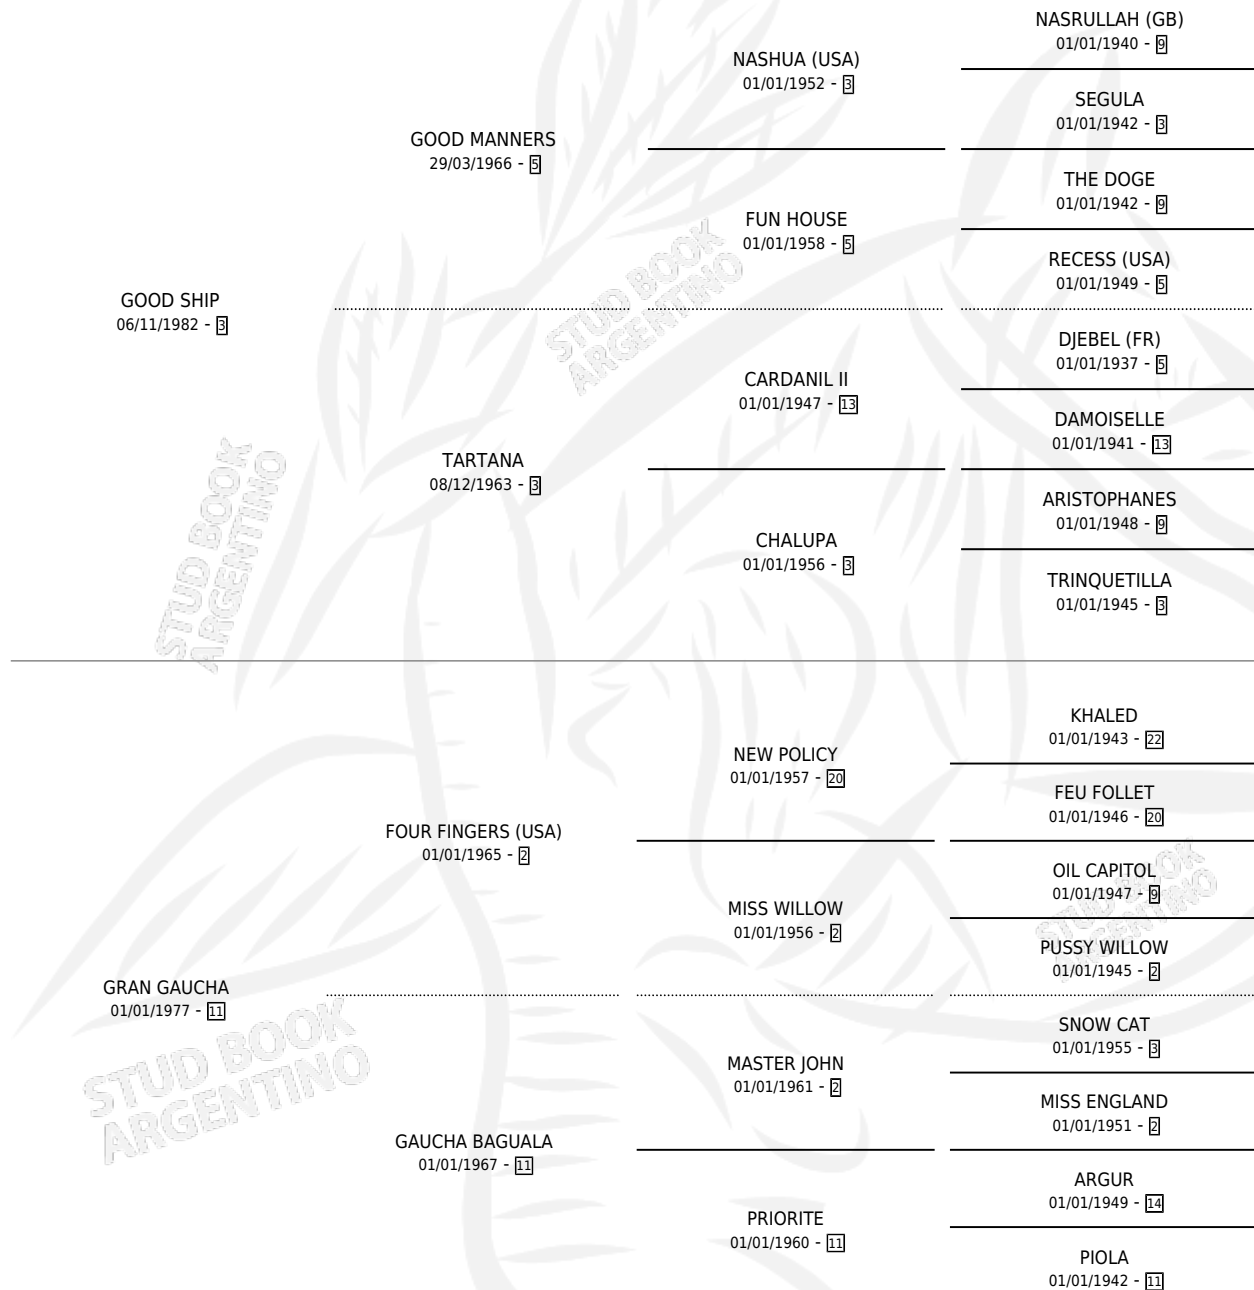 NASRULLAH (GB)
01/01/1940 - 9
NASHUA (USA)
01/01/1952 - 3
SEGULA
01/01/1942 - 3
GOOD MANNERS
29/03/1966 - 5
THE DOGE
01/01/1942 - 9
FUN HOUSE
01/01/1958 - 5
RECESS (USA)
01/01/1949 - 5
GOOD SHIP
06/11/1982 - 3
DJEBEL (FR)
01/01/1937 - 5
CARDANIL II
01/01/1947 - 13
DAMOISELLE
01/01/1941 - 13
TARTANA
08/12/1963 - 3
ARISTOPHANES
01/01/1948 - 9
CHALUPA
01/01/1956 - 3
TRINQUETILLA
01/01/1945 - 3
KHALED
01/01/1943 - 22
NEW POLICY
01/01/1957 - 20
FEU FOLLET
01/01/1946 - 20
FOUR FINGERS (USA)
01/01/1965 - 2
OIL CAPITOL
01/01/1947 - 9
MISS WILLOW
01/01/1956 - 2
PUSSY WILLOW
01/01/1945 - 2
GRAN GAUCHA
01/01/1977 - 11
SNOW CAT
01/01/1955 - 3
MASTER JOHN
01/01/1961 - 2
MISS ENGLAND
01/01/1951 - 2
GAUCHA BAGUALA
01/01/1967 - 11
ARGUR
01/01/1949 - 14
PRIORITE
01/01/1960 - 11
PIOLA
01/01/1942 - 11
STUD BOOK
ARGENTINO
STUD BOOK
ARGENTINO
STUD BOOK
ARGENTINO
STUD BOOK
ARGENTINO